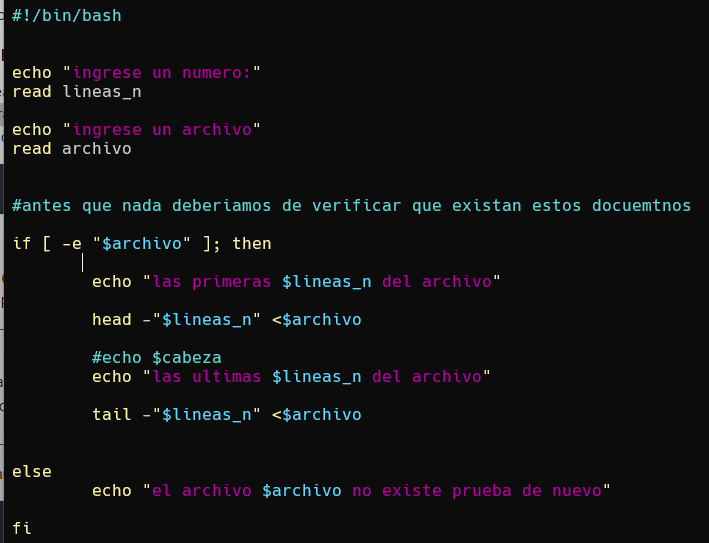 #!/bin/bash
echo "ingrese un numero:"
read lineas_n
echo "ingrese un archivo"
read archivo
#antes que nada deberiamos de verificar que existan estos docuemtnos
if [ -e "$archivo" ]; then
echo "las primeras $lineas_n del archivo"
head -"$lineas_n" <$archivo
#echo $cabeza
echo "las ultimas $lineas_n del archivo"
tail -"$lineas_n" <$archivo
else
echo "el archivo $archivo no existe prueba de nuevo"
fi